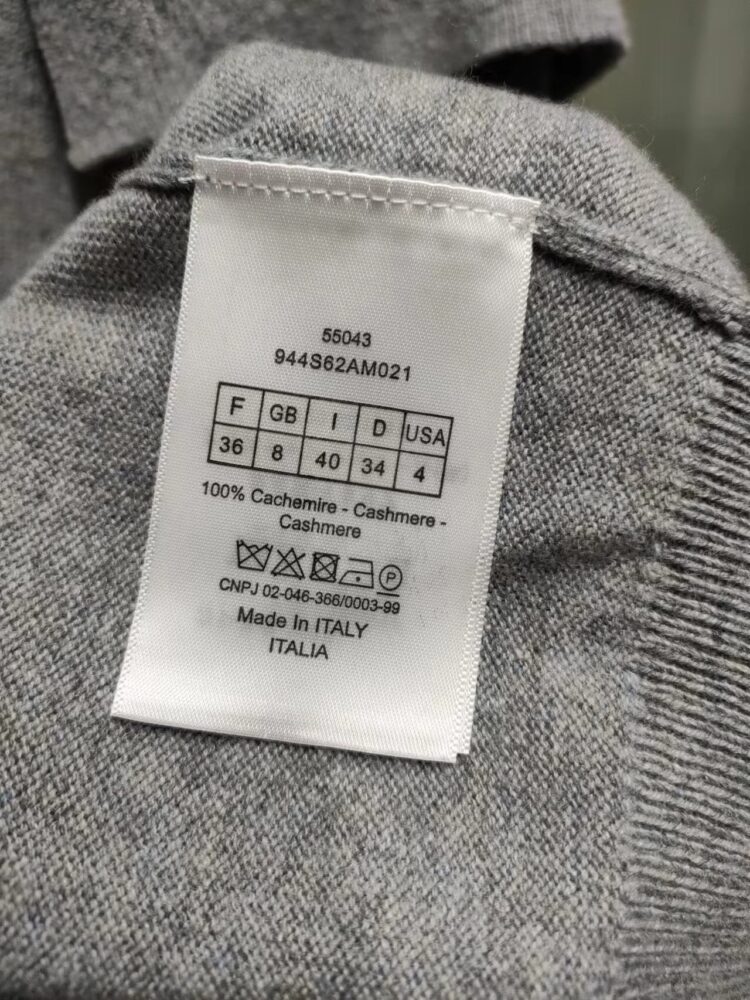 55043
944S62AM021
F GB I D USA
36 8 40 34 4
100% Cachemire - Cashmere -
Cashmere
P
CNPJ 02-046-366/0003-99
Made In ITALY
ITALIA